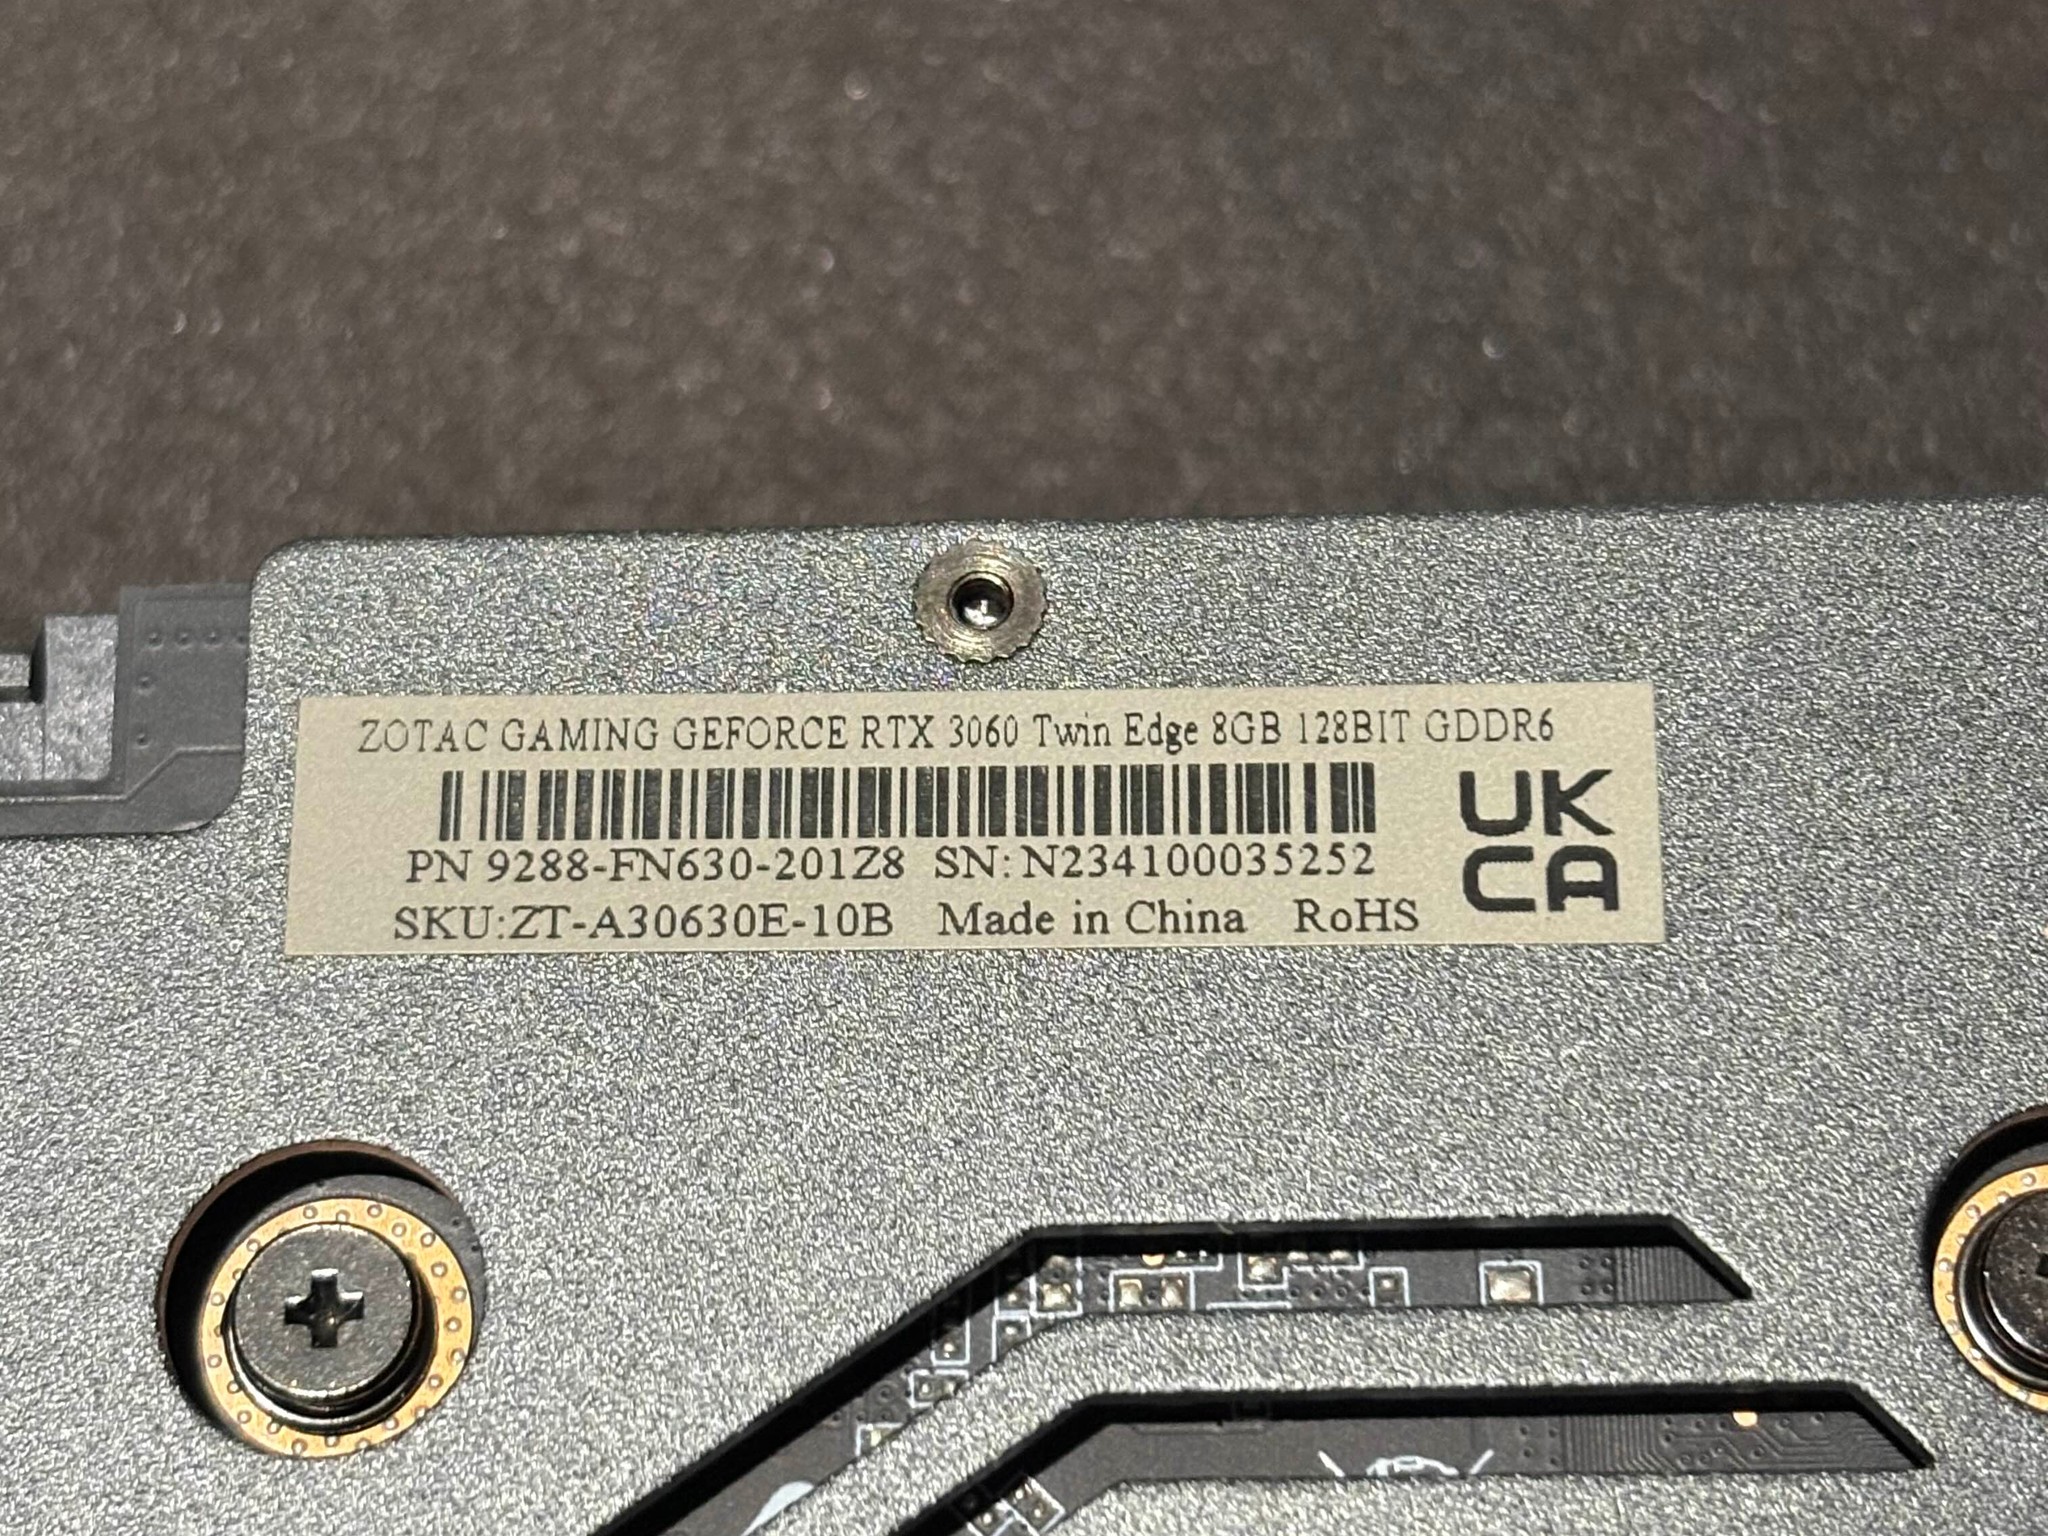 ZOTAC GAMING GEFORCE RTX 3060 Twin Edge 8GB 128BIT GDDR6
PN 9288-FN630-201Z8 SN: N234100035252
SKU:ZT-A30630E-10B Made in China RoHS
UK
CA